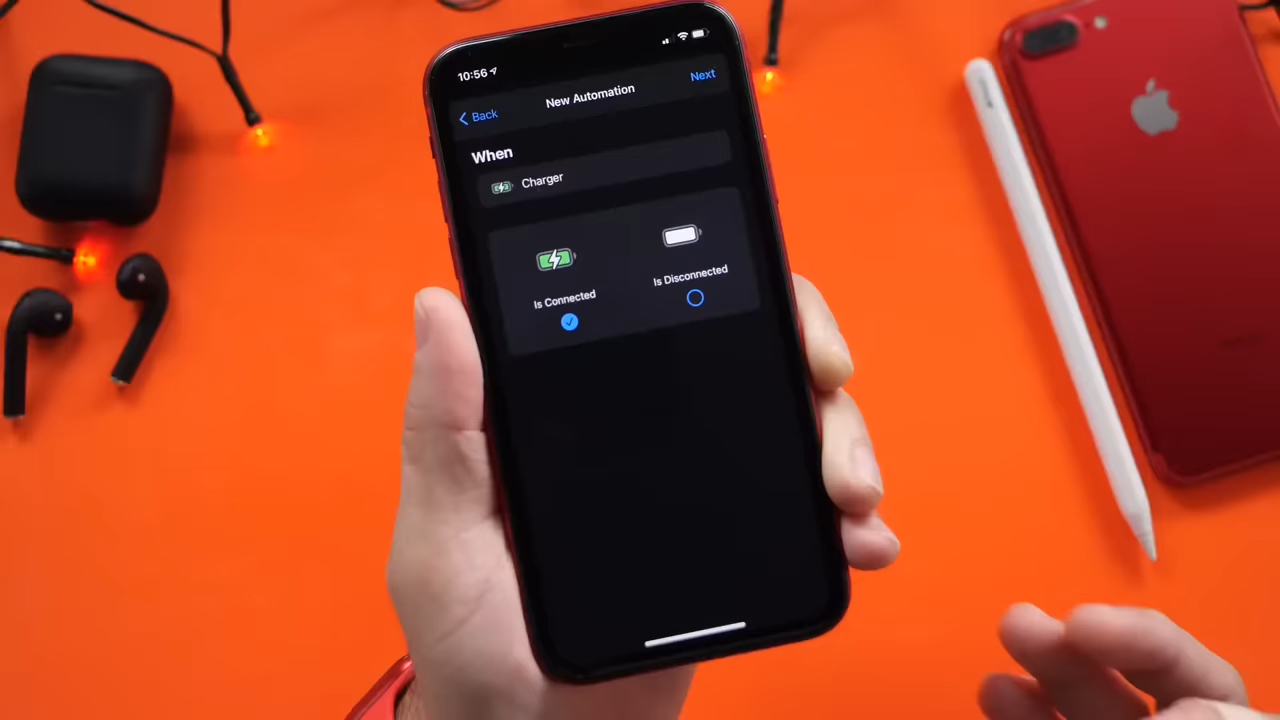 10:56
Back
New Automation
Next
When
Charger
Is Connected
Is Disconnected